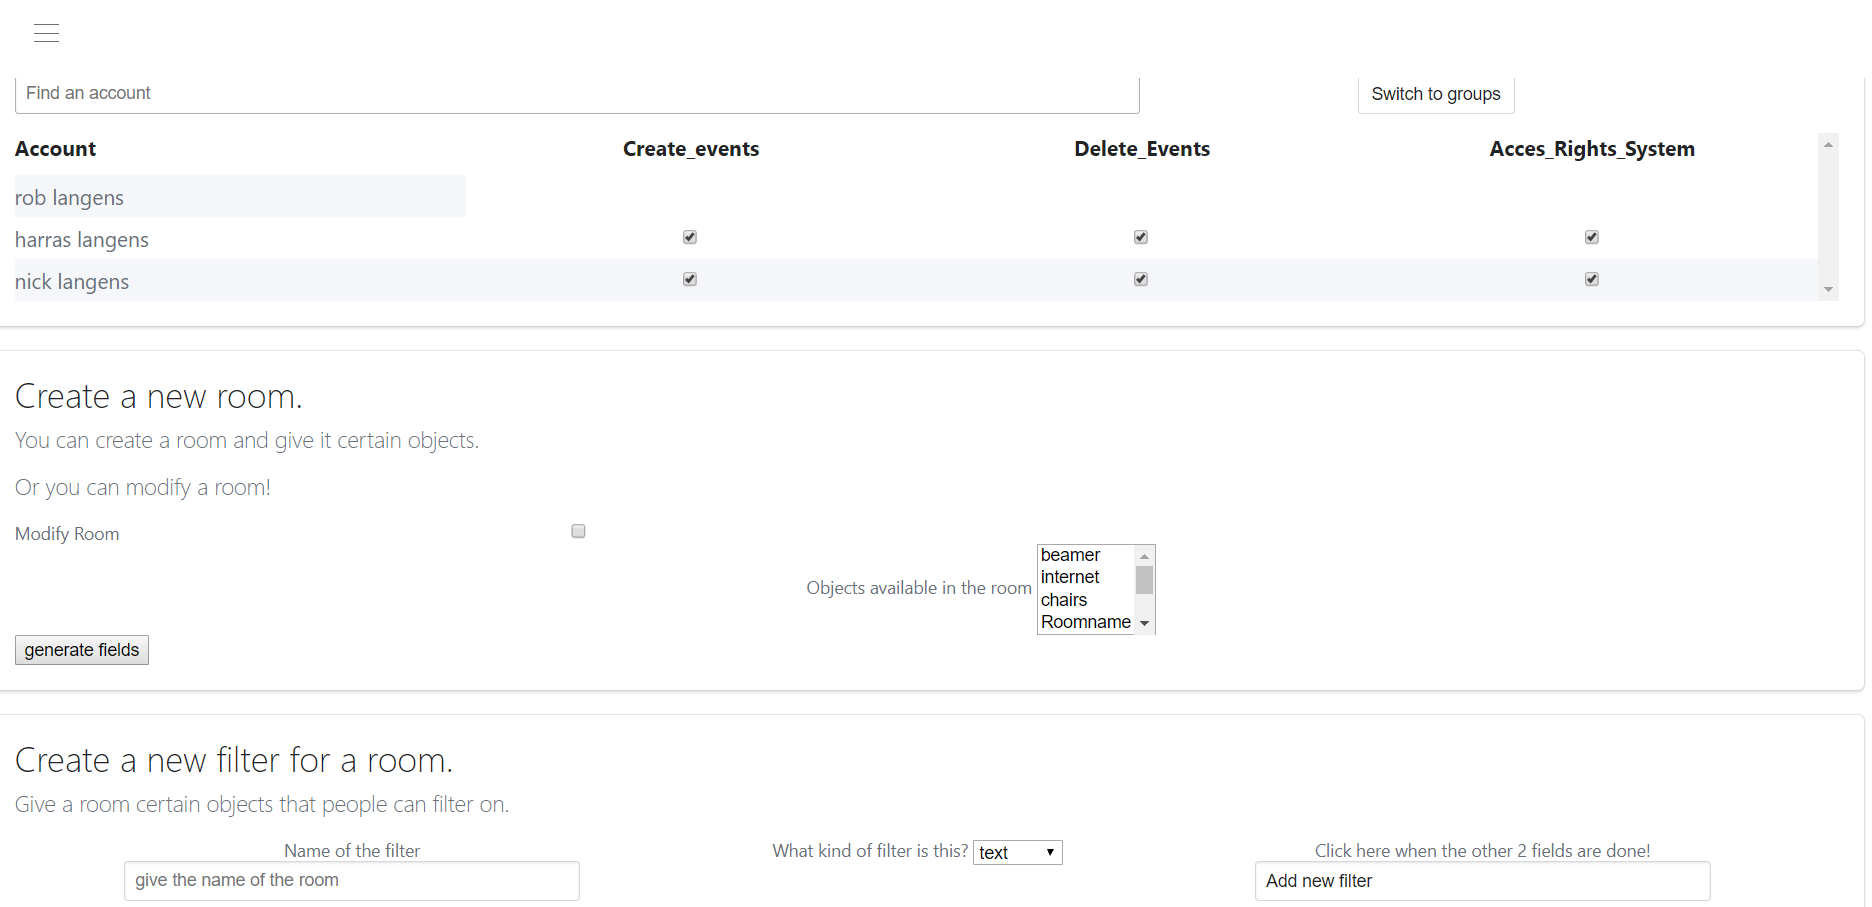 Find an account
Switch to groups
Account Create_events Delete_Events Acces_Rights_System
rob langens
harras langens
nick langens
Create a new room.
You can create a room and give it certain objects.
Or you can modify a room!
Modify Room
Objects available in the room
beamer
internet
chairs
Roomname
generate fields
Create a new filter for a room.
Give a room certain objects that people can filter on.
Name of the filter
give the name of the room
What kind of filter is this? text
Click here when the other 2 fields are done!
Add new filter